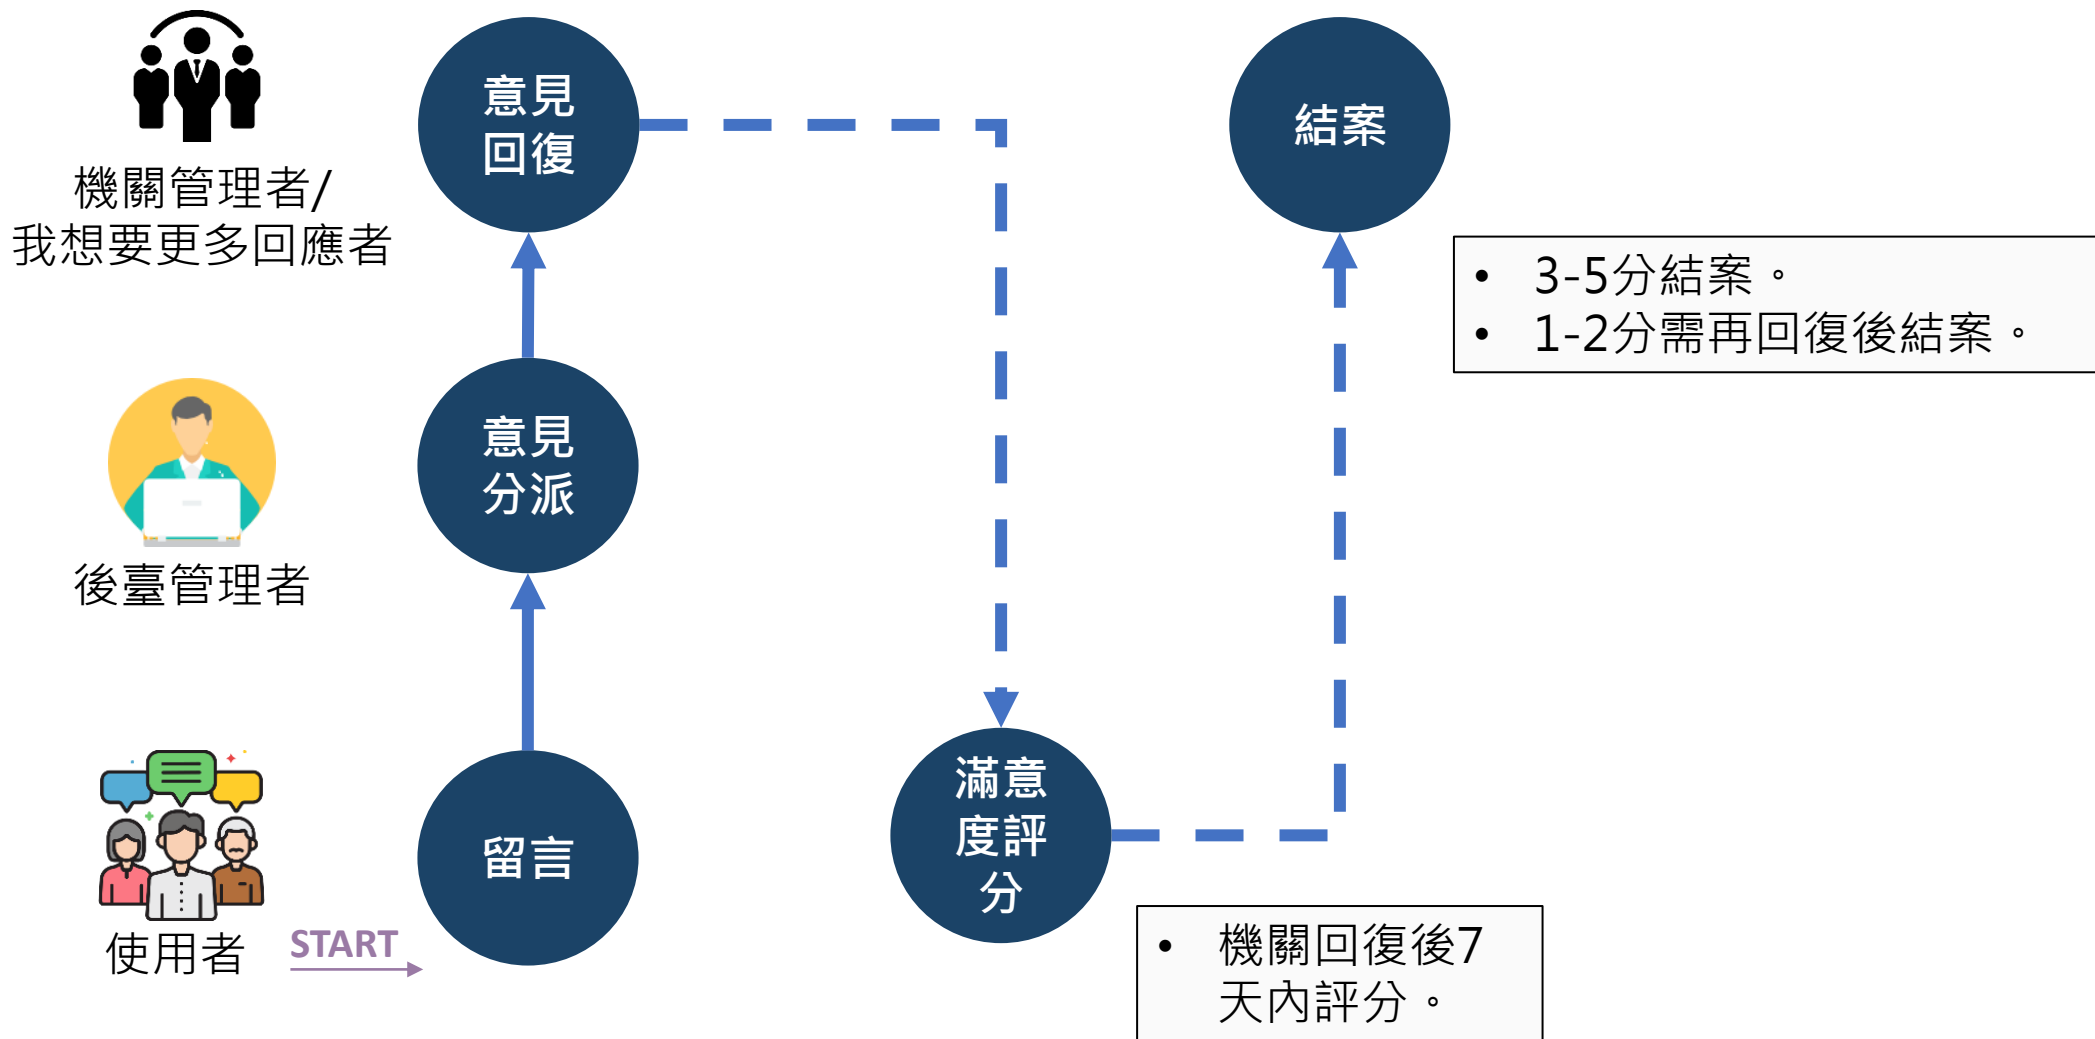 意見
回復
結案
機關管理者/
我想要更多回應者
• 3-5分結案。
• 1-2分需再回復後結案。
意見
分派
後臺管理者
滿意
度評
分
留言
使用者
START
• 機關回復後7
天內評分。